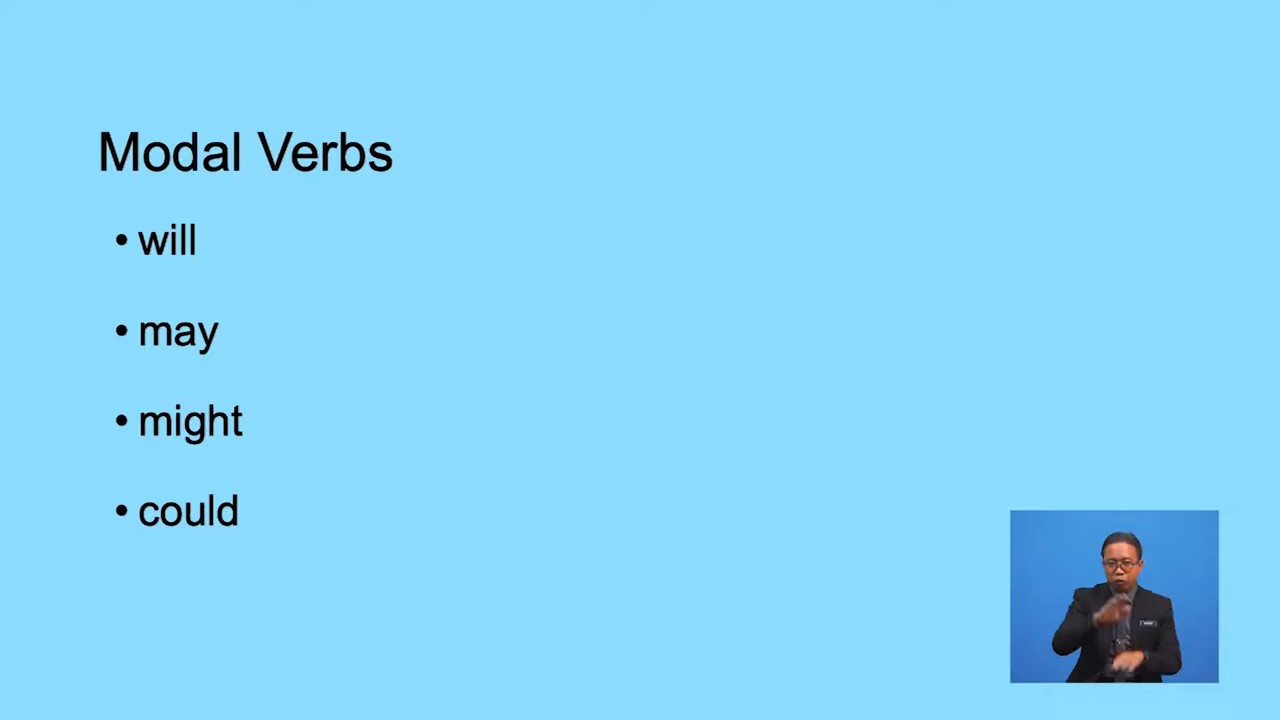 Modal Verbs
• will
• may
• might
• could